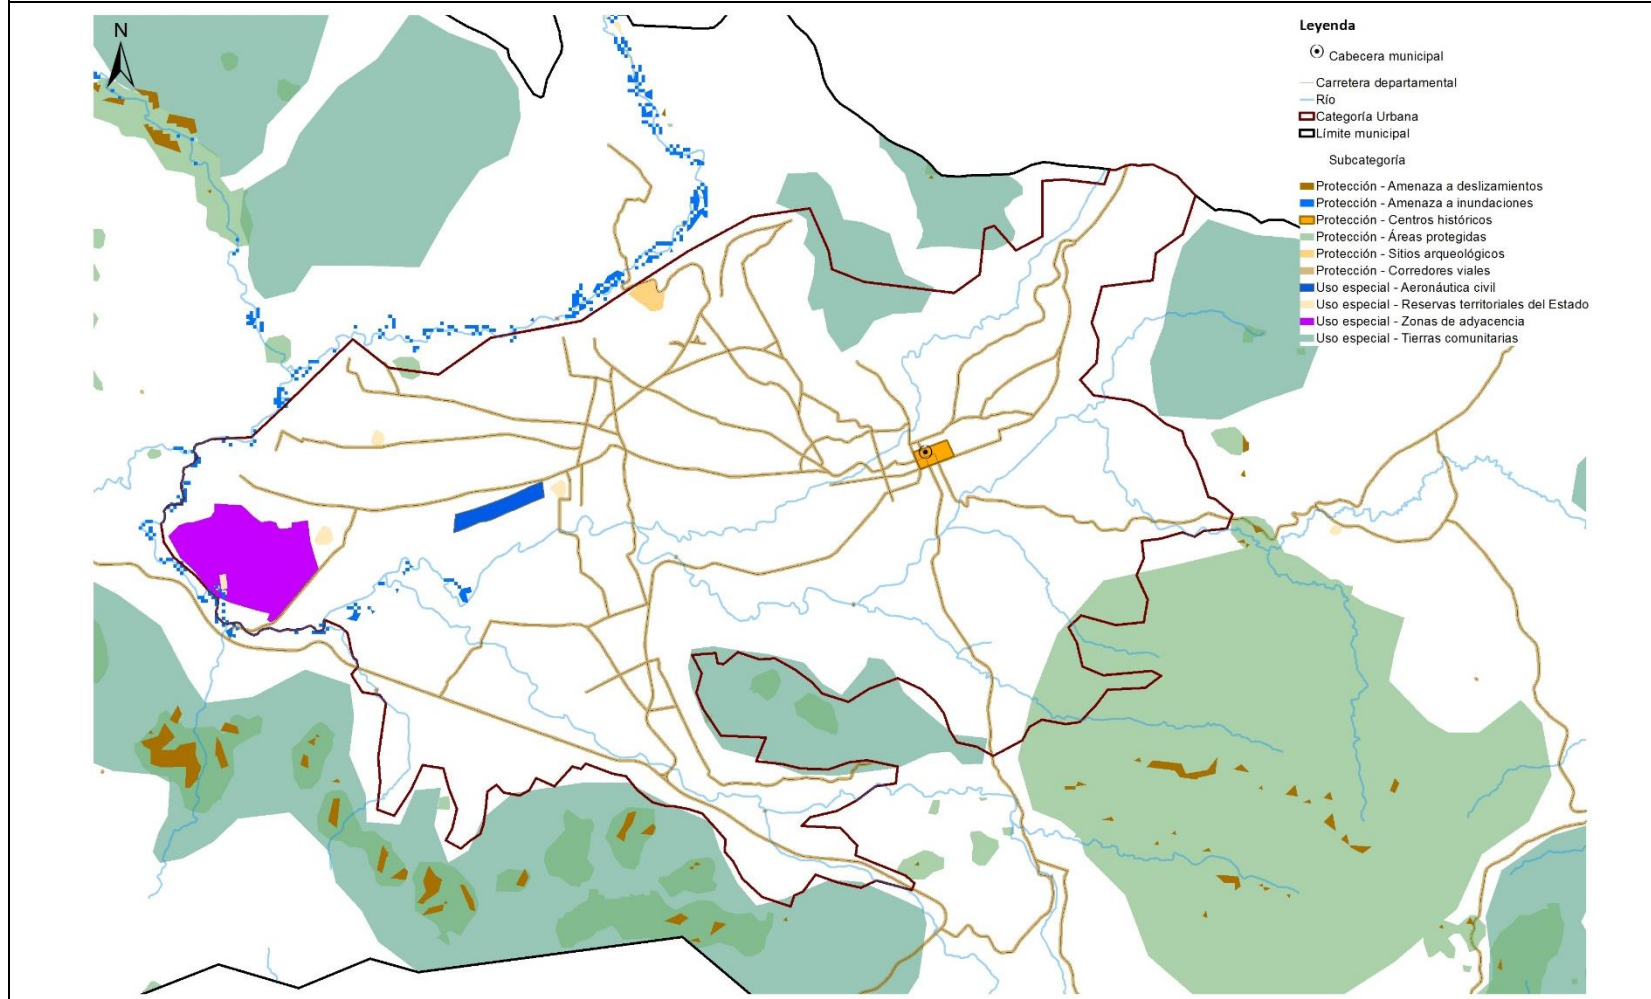 N
Leyenda
Cabecera municipal
Carretera departamental
Río
Categoría Urbana
Límite municipal
Subcategoría
Protección - Amenaza a deslizamientos
Protección - Amenaza a inundaciones
Protección - Centros históricos
Protección - Áreas protegidas
Protección - Sitios arqueológicos
Protección - Corredores viales
Uso especial - Aeronáutica civil
Uso especial - Reservas territoriales del Estado
Uso especial - Zonas de adyacencia
Uso especial - Tierras comunitarias